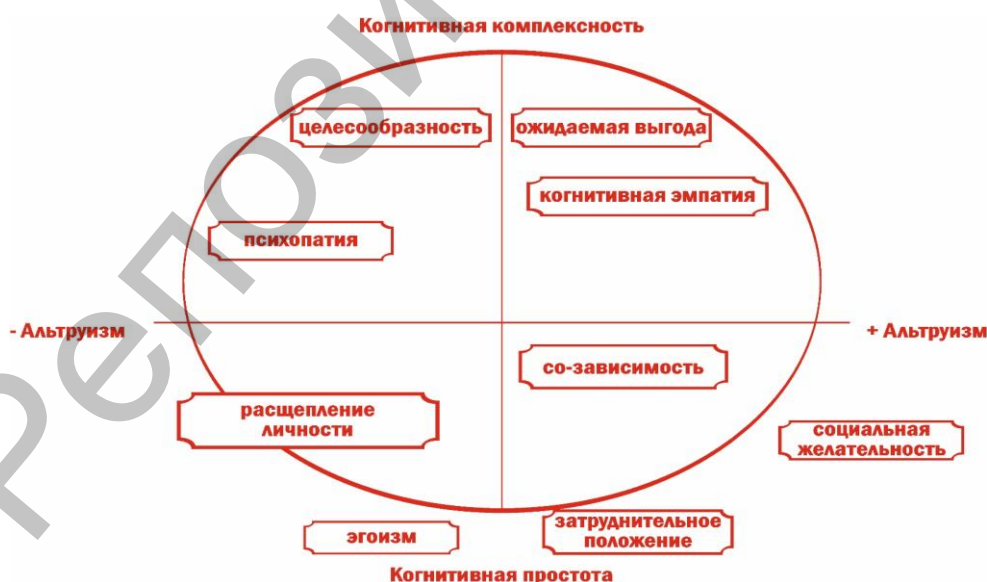 Когнитивная комплексность
целесообразность
ожидаемая выгода
когнитивная эмпатия
психопатия
- Альтруизм
+ Альтруизм
со-зависимость
расщепление
личности
социальная
желательность
эгоизм
затруднительное
положение
Когнитивная простота
Репози